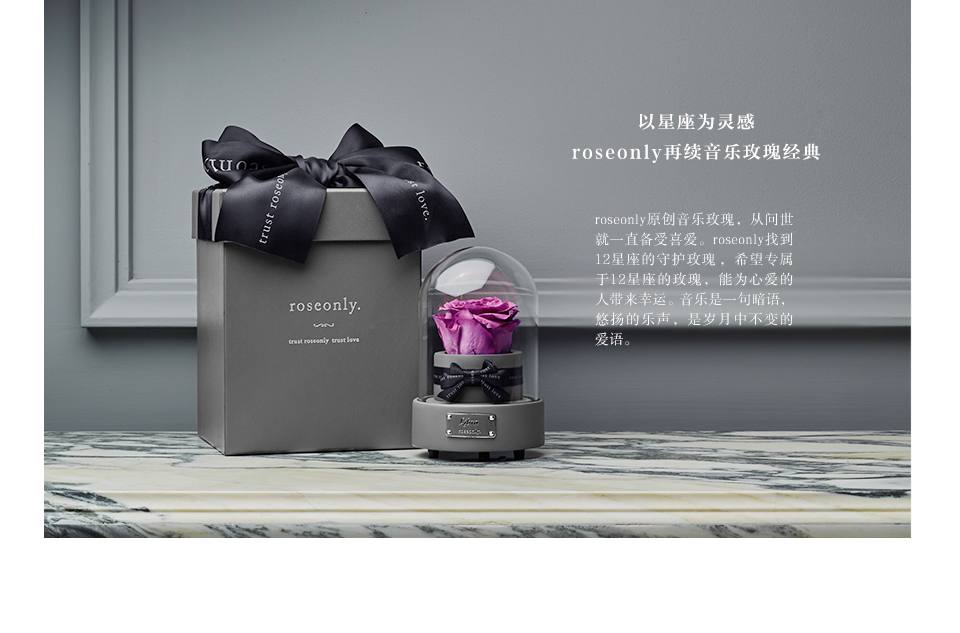 以星座为灵感
roseonly再续音乐玫瑰经典
roseonly原创音乐玫瑰，从问世
就一直备受喜爱。roseonly找到
12星座的守护玫瑰，希望专属
于12星座的玫瑰，能为心爱的
人带来幸运。音乐是一句暗语，
悠扬的乐声，是岁月中不变的
爱语。
trust roseo
st love.
roseonly.
trust roseonly trust love